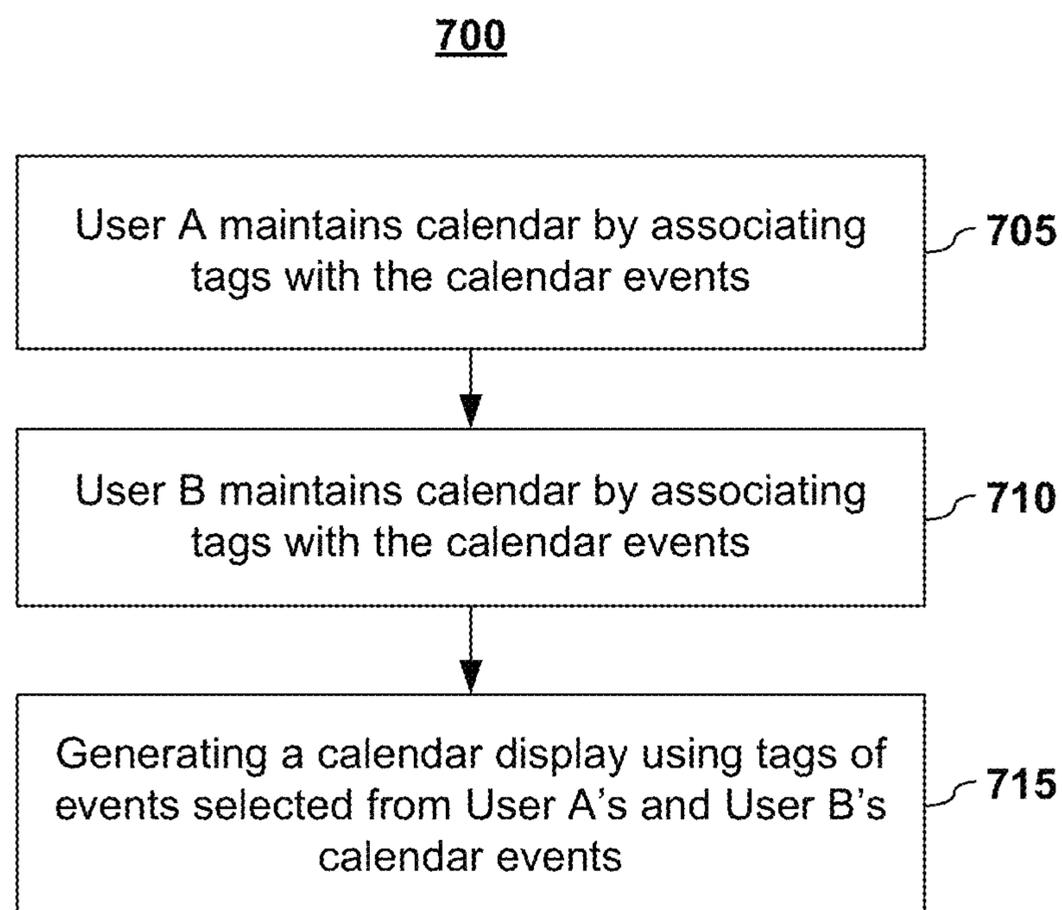 700
User A maintains calendar by associating
tags with the calendar events
705
User B maintains calendar by associating
tags with the calendar events
710
Generating a calendar display using tags of
events selected from User A's and User B's
calendar events
715